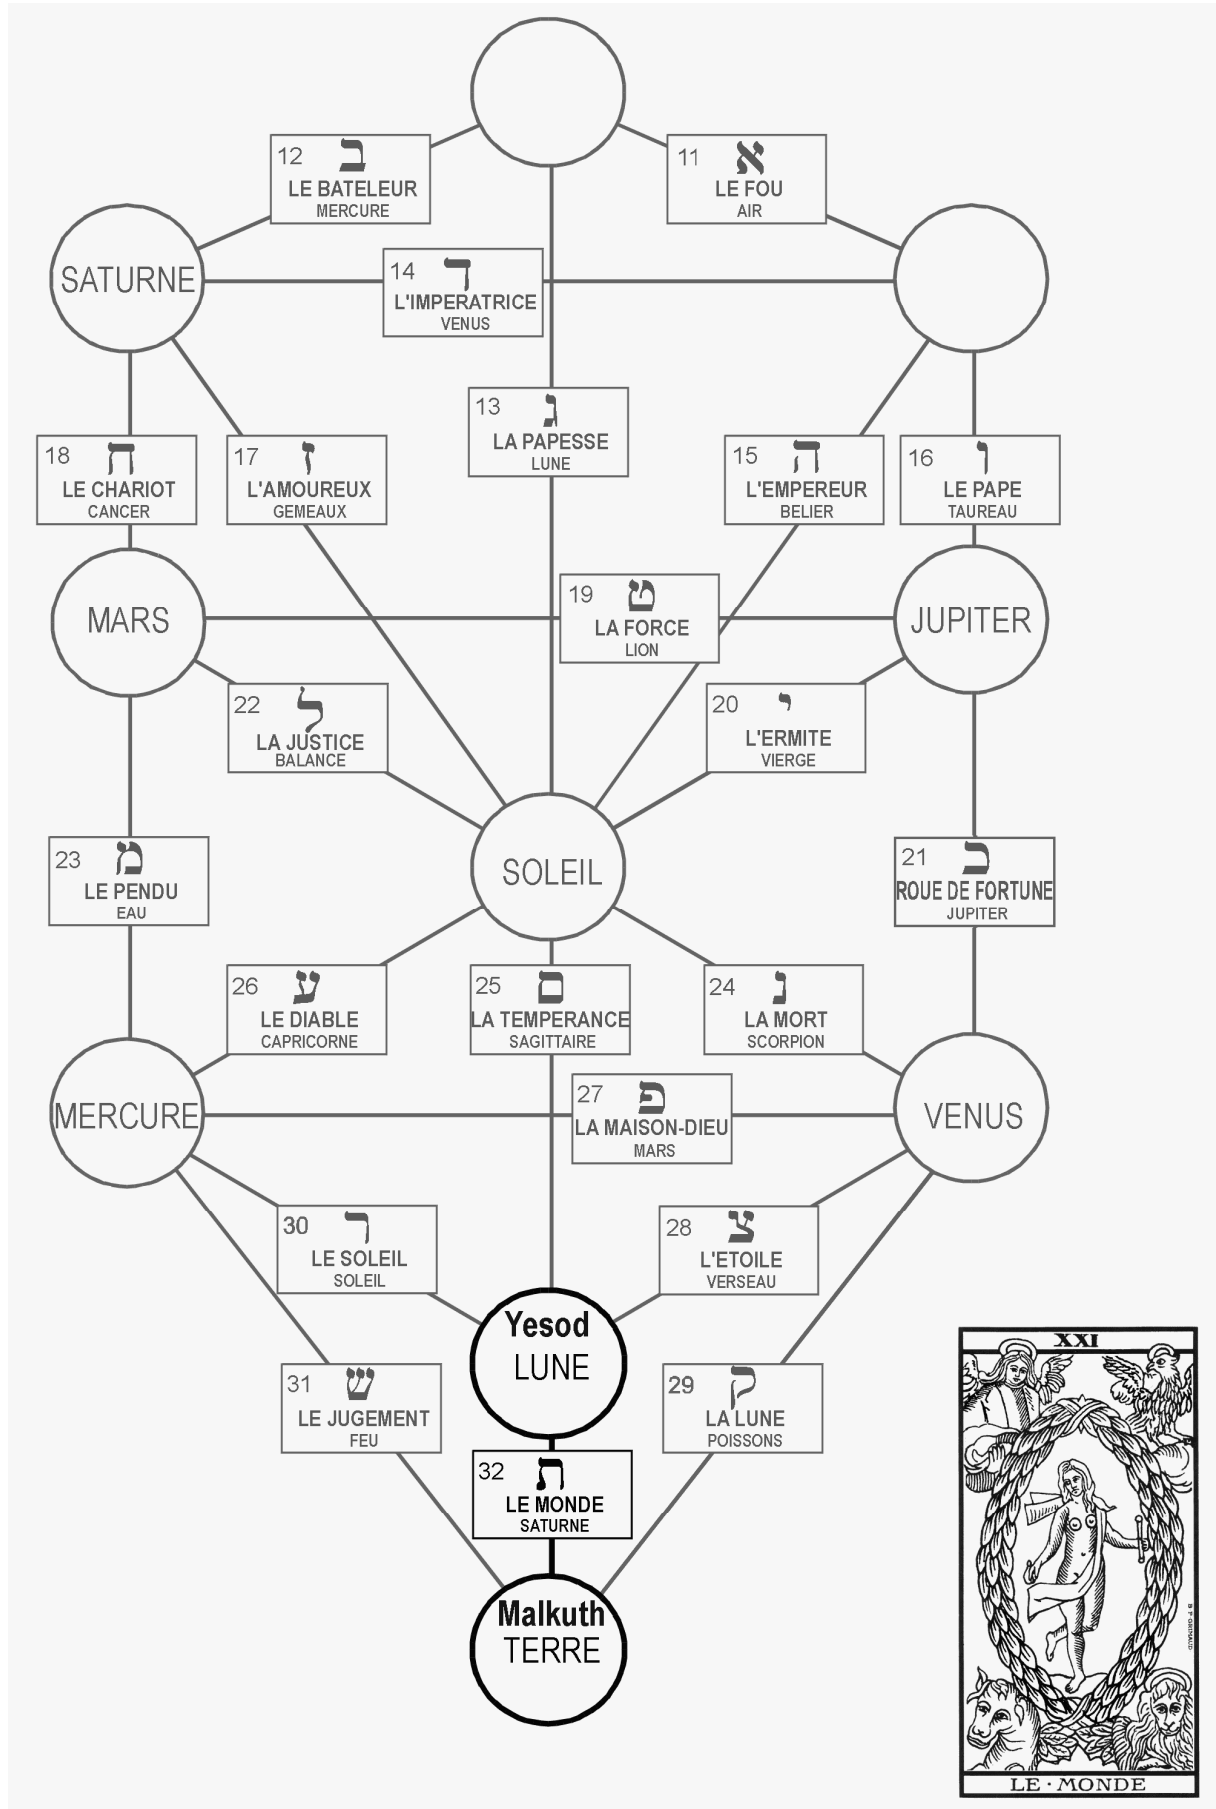 12 ב
LE BATELEUR
MERCURE
11 א
LE FOU
AIR
SATURNE
14 ד
L'IMPERATRICE
VENUS
13 ג
LA PAPESSE
LUNE
18 ח
LE CHARIOT
CANCER
17 ז
L'AMOUREUX
GEMEAUX
15 ה
L'EMPEREUR
BELIER
16 ו
LE PAPE
TAUREAU
MARS
19 ט
LA FORCE
LION
JUPITER
22 ל
LA JUSTICE
BALANCE
20 י
L'ERMITE
VIERGE
23 מ
LE PENDU
EAU
SOLEIL
21 כ
ROUE DE FORTUNE
JUPITER
26 ע
LE DIABLE
CAPRICORNE
25 ם
LA TEMPERANCE
SAGITTAIRE
24 נ
LA MORT
SCORPION
MERCURE
27 פ
LA MAISON-DIEU
MARS
VENUS
30 ר
LE SOLEIL
SOLEIL
28 צ
L'ETOILE
VERSEAU
Yesod
LUNE
31 ש
LE JUGEMENT
FEU
29 ק
LA LUNE
POISSONS
32 ת
LE MONDE
SATURNE
Malkuth
TERRE
XXI
B.P. GRIMAUD
LE · MONDE